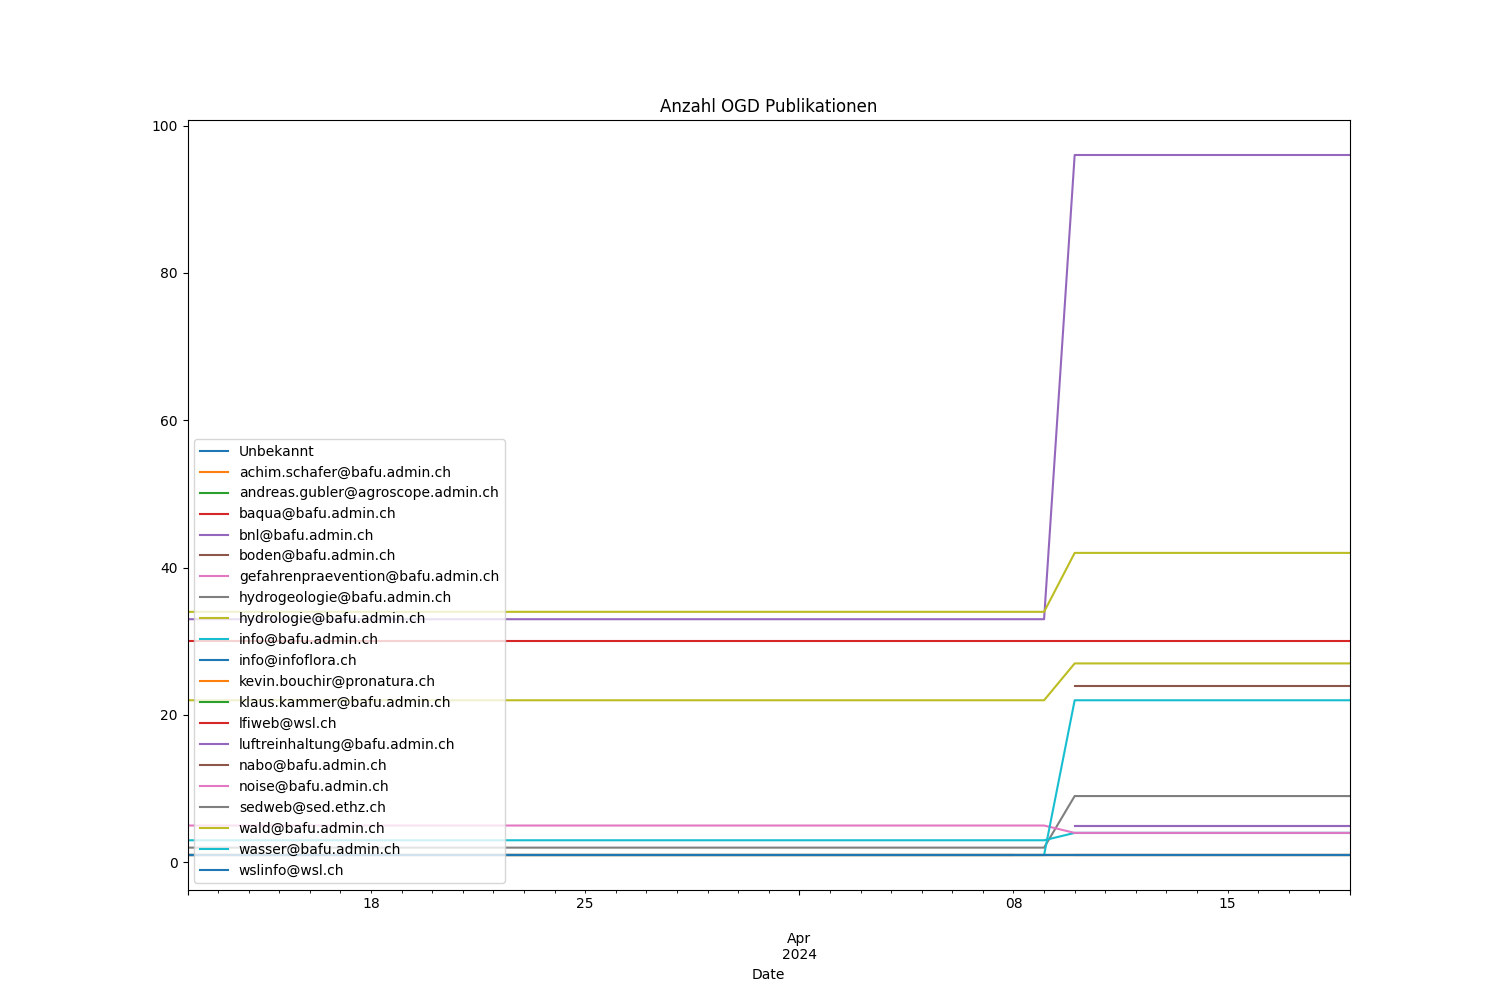 Anzahl OGD Publikationen
100
80
60
40
20
0
Unbekannt
achim.schafer@bafu.admin.ch
andreas.gubler@agroscope.admin.ch
baqua@bafu.admin.ch
bnl@bafu.admin.ch
boden@bafu.admin.ch
gefahrenpraevention@bafu.admin.ch
hydrogeologie@bafu.admin.ch
hydrologie@bafu.admin.ch
info@bafu.admin.ch
info@infoflora.ch
kevin.bouchir@pronatura.ch
klaus.kammer@bafu.admin.ch
lfiweb@wsl.ch
luftreinhaltung@bafu.admin.ch
nabo@bafu.admin.ch
noise@bafu.admin.ch
sedweb@sed.ethz.ch
wald@bafu.admin.ch
wasser@bafu.admin.ch
wslinfo@wsl.ch
18 25 08 15
Apr
2024
Date